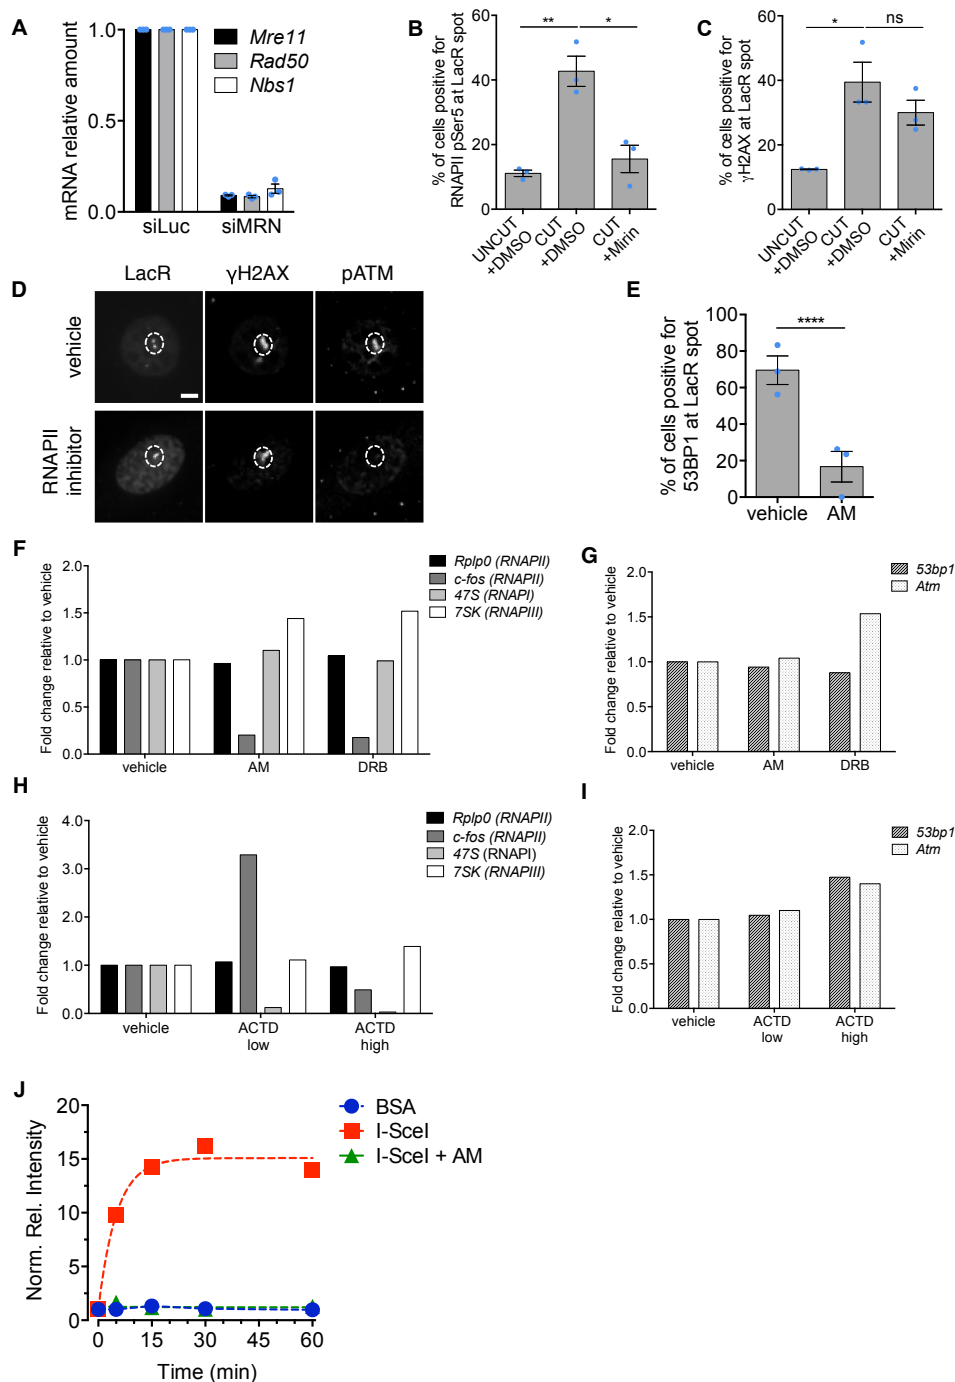 A
mRNA relative amount
1.0
0.5
0.0
siLuc
siMRN
Mre11
Rad50
Nbs1
B
% of cells positive for
RNAPII pSer5 at LacR spot
60
40
20
0
**
*
UNCUT
+DMSO
CUT
+DMSO
CUT
+Mirin
C
% of cells positive for
γH2AX at LacR spot
60
40
20
0
*
ns
UNCUT
+DMSO
CUT
+DMSO
CUT
+Mirin
D
LacR
γH2AX
pATM
vehicle
RNAPII
inhibitor
E
% of cells positive for
53BP1 at LacR spot
100
80
60
40
20
0
****
vehicle
AM
F
Fold change relative to vehicle
2.0
1.5
1.0
0.5
0.0
vehicle
AM
DRB
Rplp0 (RNAPII)
c-fos (RNAPII)
47S (RNAPI)
7SK (RNAPIII)
G
Fold change relative to vehicle
2.0
1.5
1.0
0.5
0.0
vehicle
AM
DRB
53bp1
Atm
H
Fold change relative to vehicle
4.0
3.0
2.0
1.0
0.0
vehicle
ACTD
low
ACTD
high
Rplp0 (RNAPII)
c-fos (RNAPII)
47S (RNAPI)
7SK (RNAPIII)
I
Fold change relative to vehicle
2.0
1.5
1.0
0.5
0.0
vehicle
ACTD
low
ACTD
high
53bp1
Atm
J
Norm. Rel. Intensity
20
15
10
5
0
0
15
30
45
60
Time (min)
BSA
I-SceI
I-SceI + AM